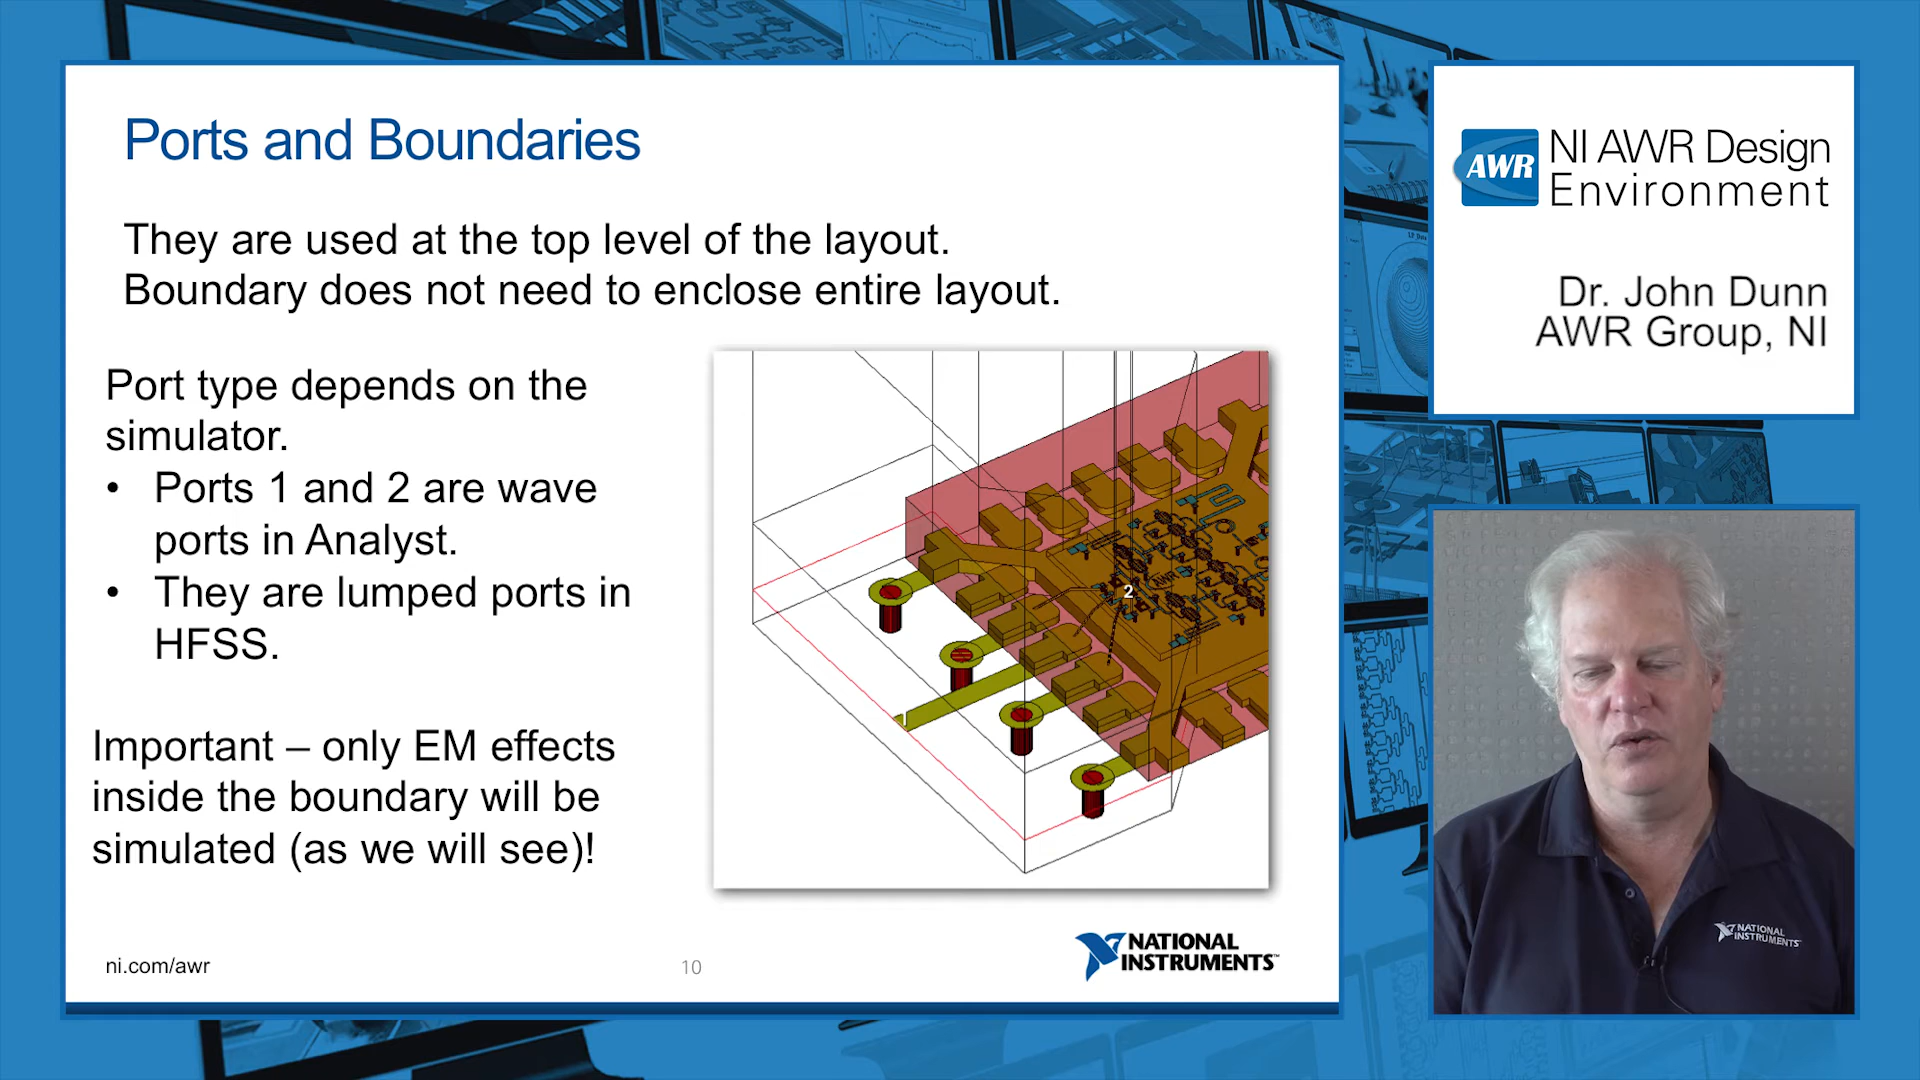 Ports and Boundaries
They are used at the top level of the layout.
Boundary does not need to enclose entire layout.
Port type depends on the
simulator.
• Ports 1 and 2 are wave
ports in Analyst.
• They are lumped ports in
HFSS.
Important – only EM effects
inside the boundary will be
simulated (as we will see)!
1
2
AWR
ni.com/awr
10
NATIONAL
INSTRUMENTS™
AWR
NI AWR Design
Environment
Dr. John Dunn
AWR Group, NI
NATIONAL
INSTRUMENTS